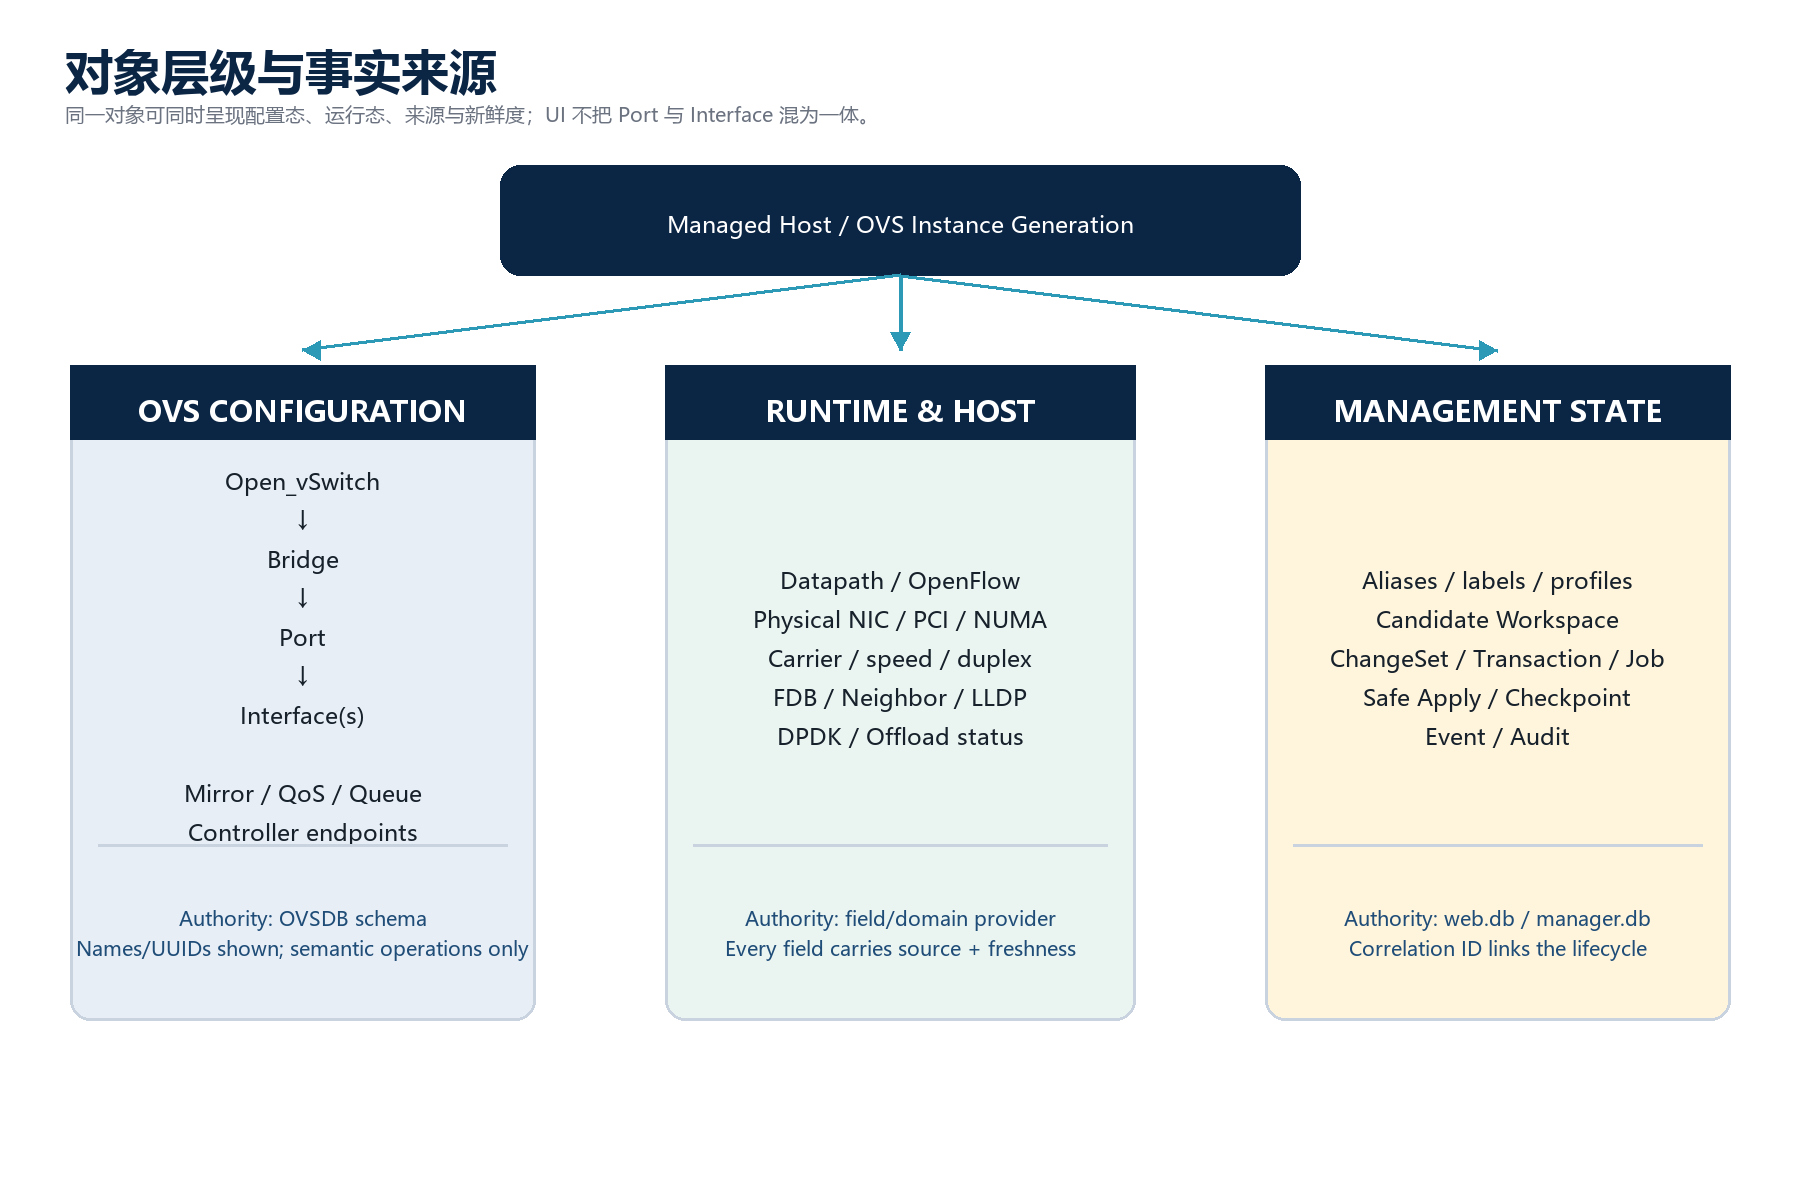 对象层级与事实来源
同一对象可同时呈现配置态、运行态、来源与新鲜度；UI 不把 Port 与 Interface 混为一体。
Managed Host / OVS Instance Generation
OVS CONFIGURATION
Open_vSwitch
↓
Bridge
↓
Port
↓
Interface(s)
Mirror / QoS / Queue
Controller endpoints
Authority: OVSDB schema
Names/UUIDs shown; semantic operations only
RUNTIME & HOST
Datapath / OpenFlow
Physical NIC / PCI / NUMA
Carrier / speed / duplex
FDB / Neighbor / LLDP
DPDK / Offload status
Authority: field/domain provider
Every field carries source + freshness
MANAGEMENT STATE
Aliases / labels / profiles
Candidate Workspace
ChangeSet / Transaction / Job
Safe Apply / Checkpoint
Event / Audit
Authority: web.db / manager.db
Correlation ID links the lifecycle